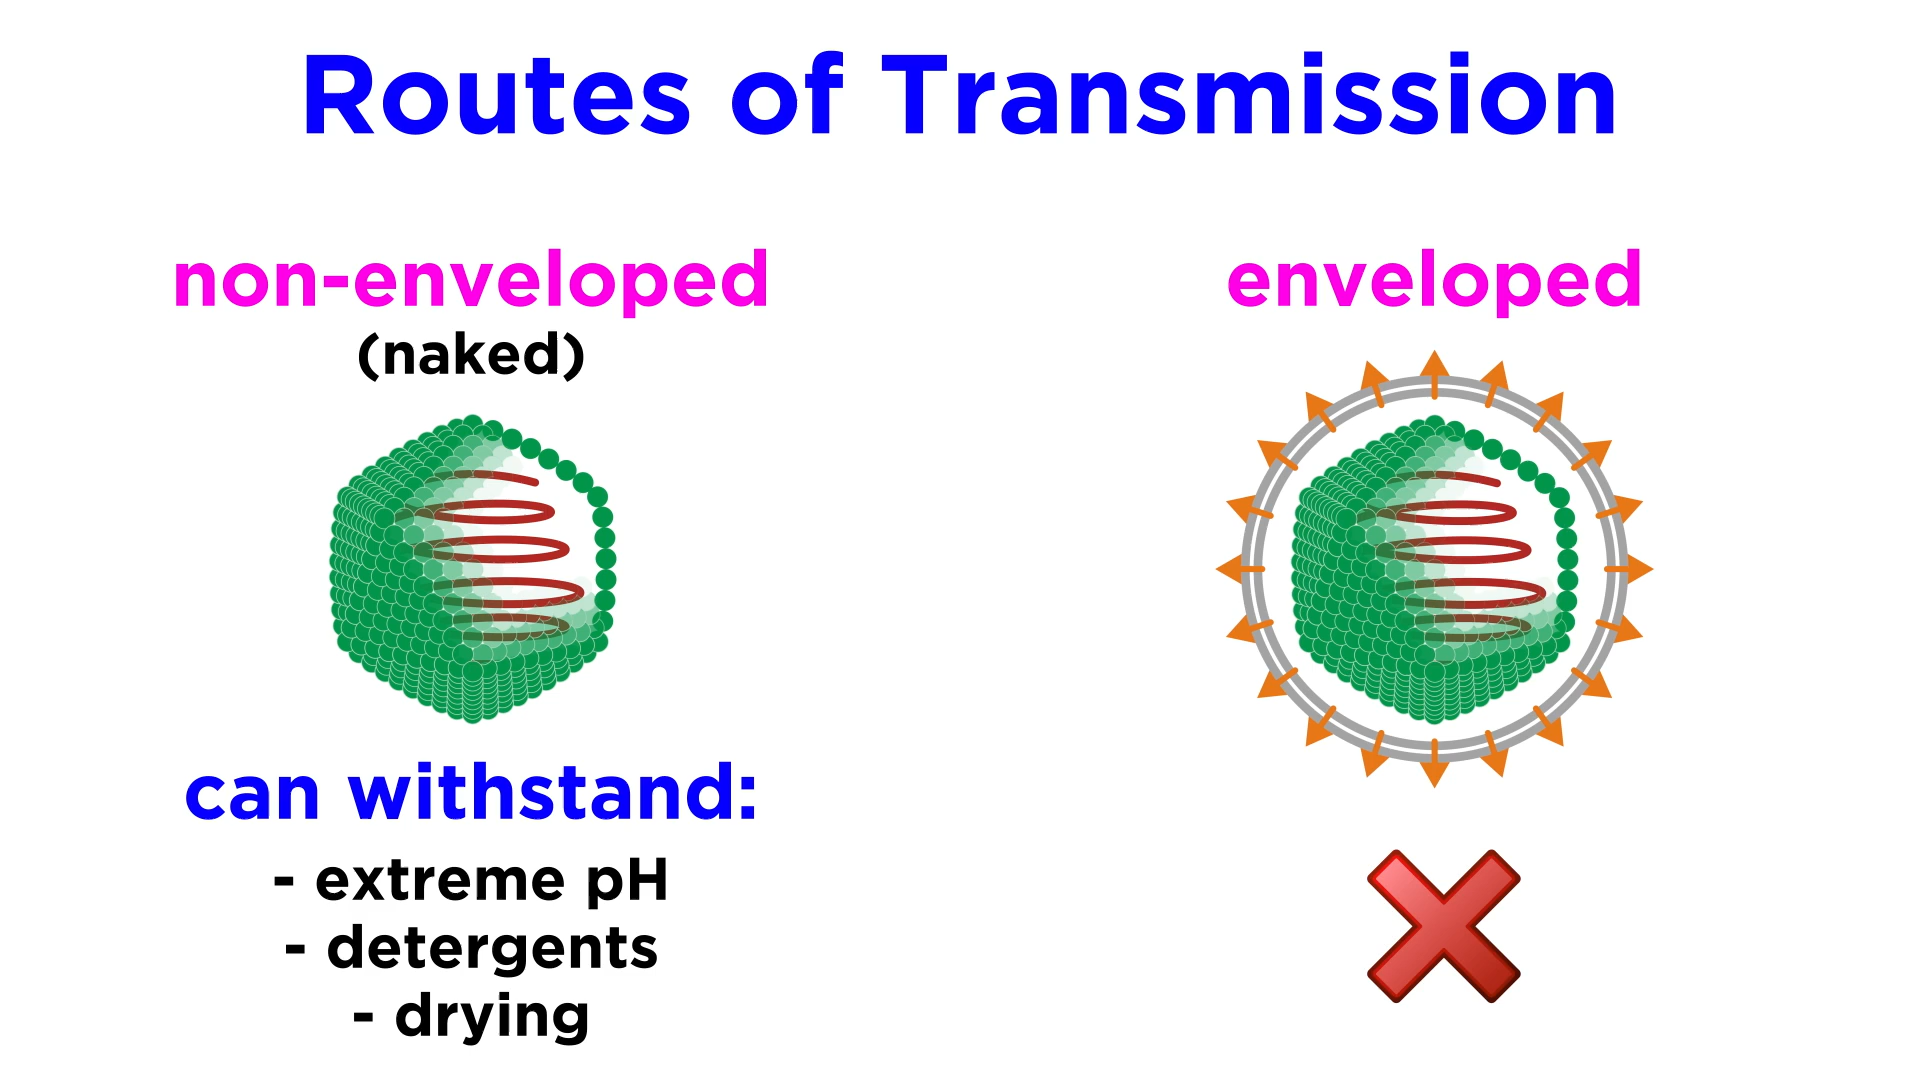 Routes of Transmission
non-enveloped
(naked)
can withstand:
- extreme pH
- detergents
- drying
enveloped